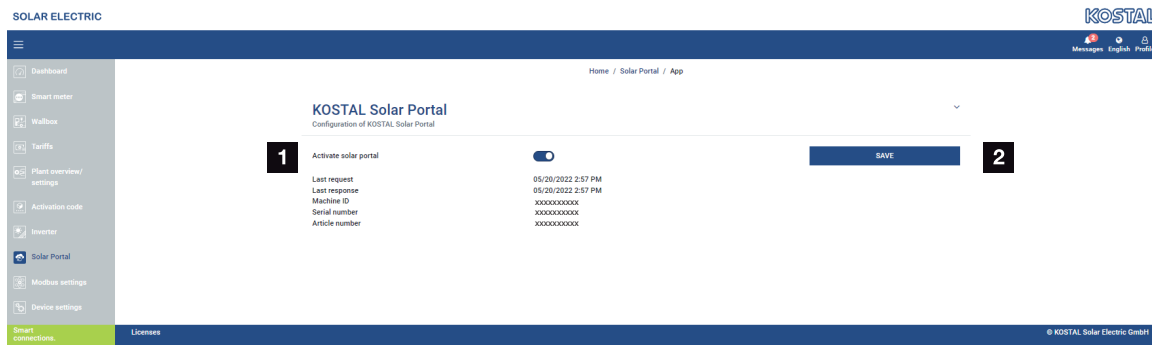 SOLAR ELECTRIC
KOSTAL
2
Messages English Profile
Home / Solar Portal / App
Dashboard
Smart meter
Wallbox
Tariffs
Plant overview/
settings
Activation code
Inverter
Solar Portal
Modbus settings
Device settings
Smart
connections.
KOSTAL Solar Portal
Configuration of KOSTAL Solar Portal
1 Activate solar portal SAVE 2
Last request 05/20/2022 2:57 PM
Last response 05/20/2022 2:57 PM
Machine ID xxxxxxxxxx
Serial number xxxxxxxxxx
Article number xxxxxxxxxx
Licenses © KOSTAL Solar Electric GmbH